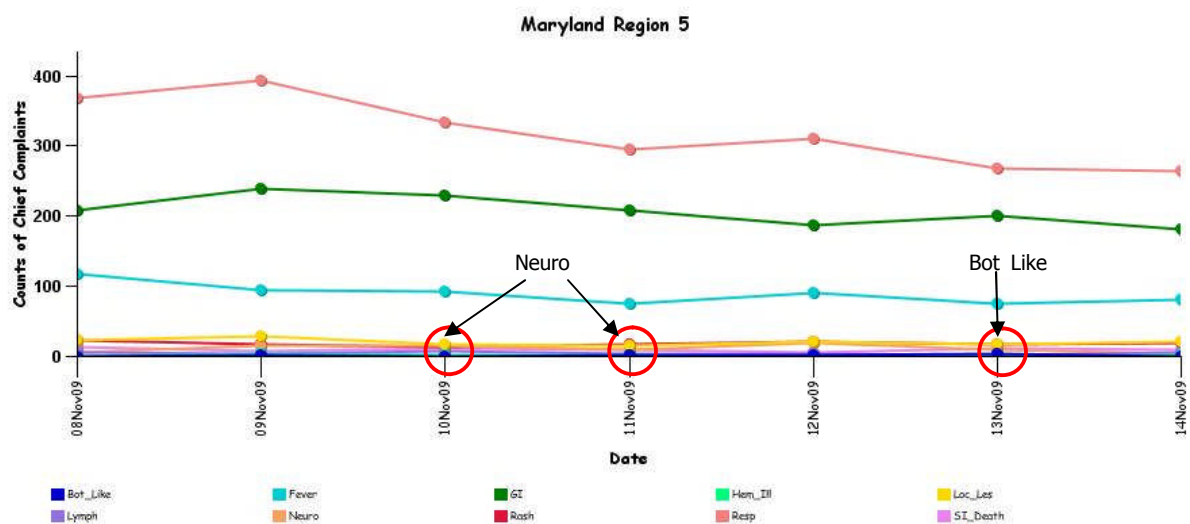 Maryland Region 5
Counts of Chief Complaints
400
300
200
100
0
Neuro
Bot Like
08Nov09
09Nov09
10Nov09
11Nov09
12Nov09
13Nov09
14Nov09
Date
Bot_Like Fever GI Hem_Ill Loc_Les
Lymph Neuro Rash Resp SI_Death